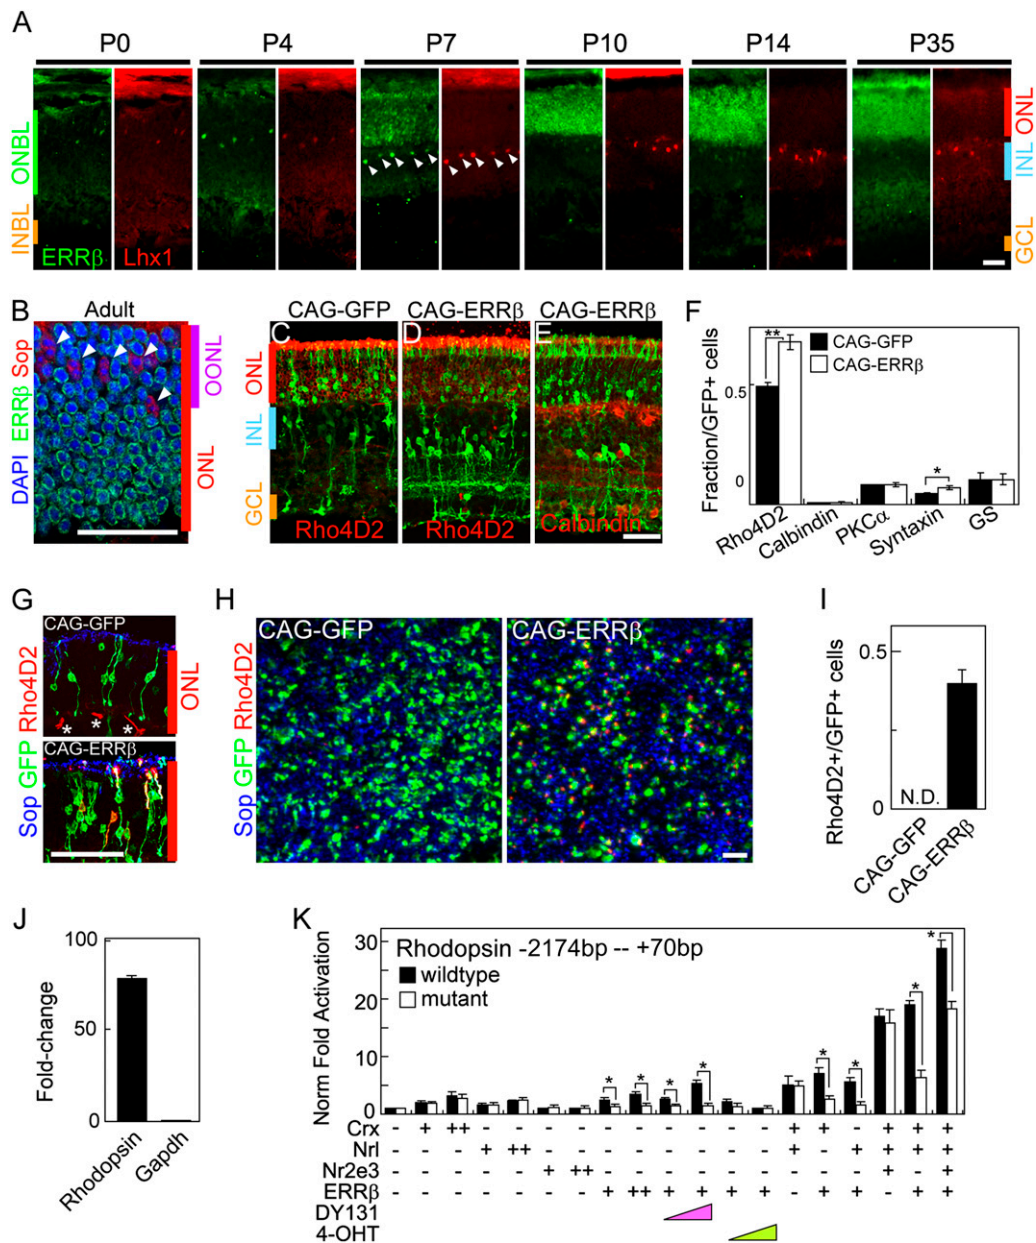 A
P0 P4 P7 P10 P14 P35
ONBL
INBL
ERRβ
Lhx1
ONL
INL
GCL
B
Adult
DAPI ERRβ Sop
OONL
ONL
CAG-GFP CAG-ERRβ CAG-ERRβ
C D E
ONL
INL
GCL
Rho4D2 Rho4D2 Calbindin
F
Fraction/GFP+ cells
0.5
0
**
*
CAG-GFP
CAG-ERRβ
Rho4D2 Calbindin PKCα Syntaxin GS
G
Sop GFP Rho4D2
CAG-GFP
* * *
CAG-ERRβ
ONL
H
Sop GFP Rho4D2
CAG-GFP CAG-ERRβ
I
Rho4D2+/GFP+ cells
0.5
0
N.D.
CAG-GFP CAG-ERRβ
J
Fold-change
100
50
0
Rhodopsin Gapdh
K
Norm Fold Activation
30
20
10
Rhodopsin -2174bp -- +70bp
wildtype
mutant
* * * * * * * *
Crx - + ++ - - - - - - - - - - + + - + + +
Nrl - - - + ++ - - - - - - - - + - + + + +
Nr2e3 - - - - - + ++ - - - - - - - - - + - +
ERRβ - - - - - - - + ++ + + + + - + + - + +
DY131
4-OHT